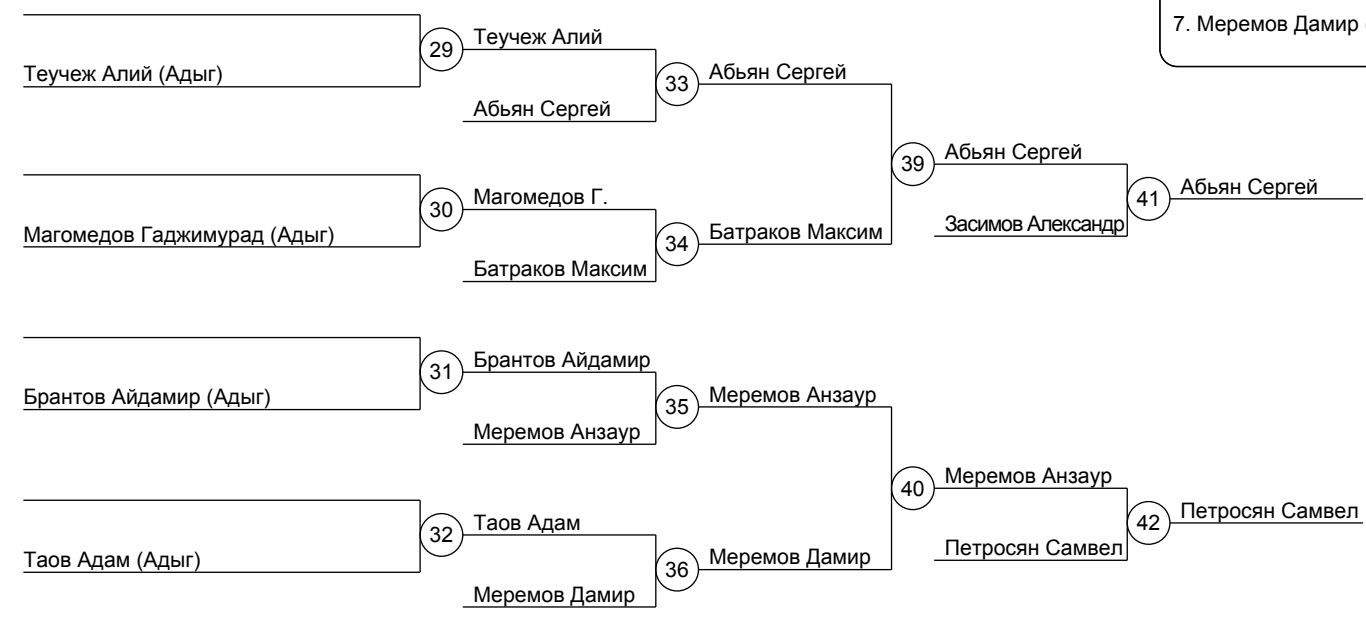 7. Меремов Дамир
Теучеж Алий (Адыг)
29
Теучеж Алий
Абьян Сергей
33
Абьян Сергей
Магомедов Гаджимурад (Адыг)
30
Магомедов Г.
Батраков Максим
34
Батраков Максим
39
Абьян Сергей
Засимов Александр
41
Абьян Сергей
Брантов Айдамир (Адыг)
31
Брантов Айдамир
Меремов Анзаур
35
Меремов Анзаур
Таов Адам (Адыг)
32
Таов Адам
Меремов Дамир
36
Меремов Дамир
40
Меремов Анзаур
Петросян Самвел
42
Петросян Самвел